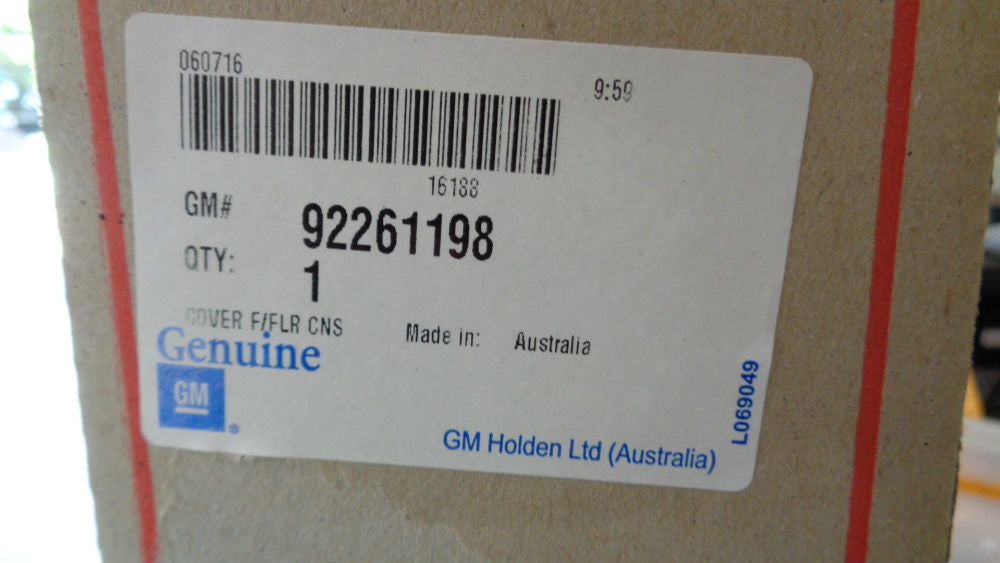 060716
9:59
16188
GM# 92261198
QTY: 1
COVER F/FLR CNS
Made in: Australia
Genuine
GM
GM Holden Ltd (Australia)
L069049